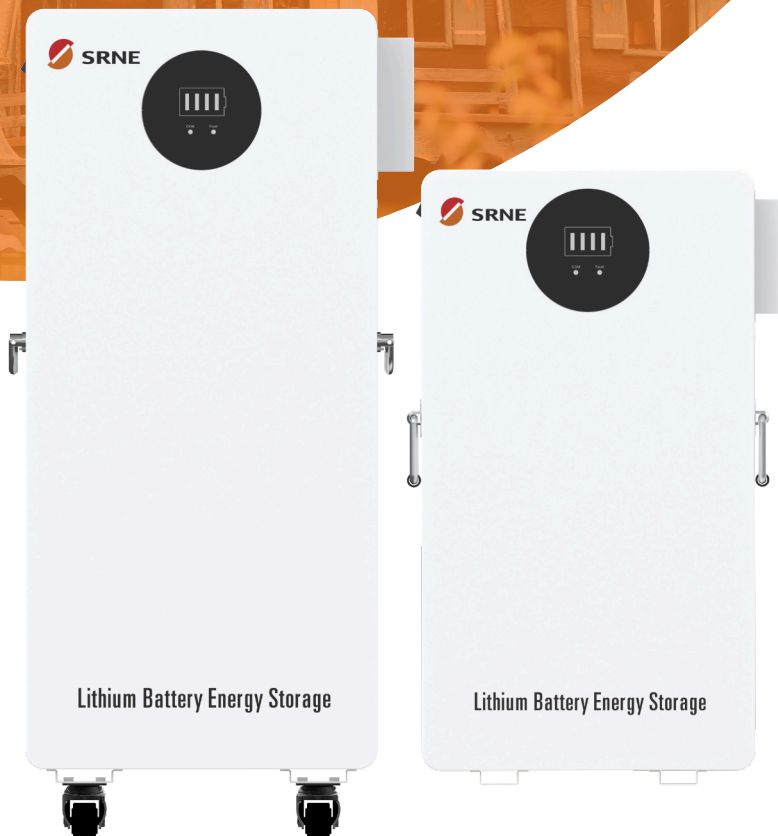 SRNE
COM Fault
Lithium Battery Energy Storage
SRNE
COM Fault
Lithium Battery Energy Storage